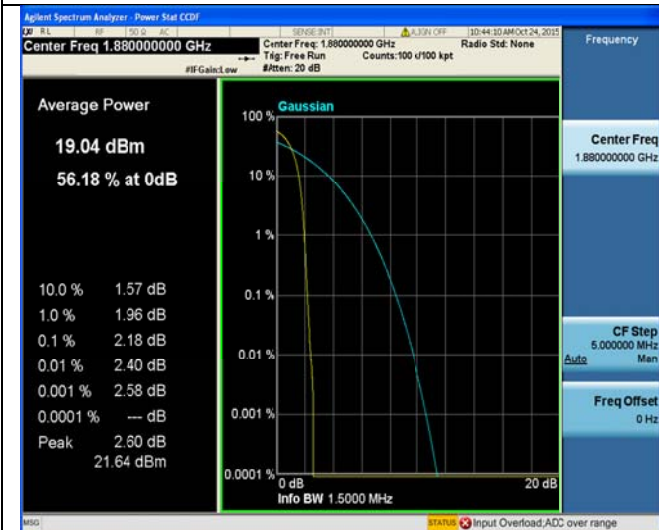 Agilent Spectrum Analyzer - Power Stat CCDF
RL RF 50 Ω AC SENSE:INT ALIGN OFF 10:44:10 AM Oct 24, 2015
Center Freq 1.880000000 GHz
Center Freq: 1.880000000 GHz Radio Std: None
Trig: Free Run Counts:100 k/100 kpt
#IFGain:Low #Atten: 20 dB
Frequency
Average Power
19.04 dBm
56.18 % at 0dB
10.0 % 1.57 dB
1.0 % 1.96 dB
0.1 % 2.18 dB
0.01 % 2.40 dB
0.001 % 2.58 dB
0.0001 % --- dB
Peak 2.60 dB
21.64 dBm
Gaussian
100 %
10 %
1 %
0.1 %
0.01 %
0.001 %
0.0001 %
0 dB 20 dB
Info BW 1.5000 MHz
Center Freq
1.880000000 GHz
CF Step
5.000000 MHz
Auto Man
Freq Offset
0 Hz
MSG STATUS Input Overload;ADC over range